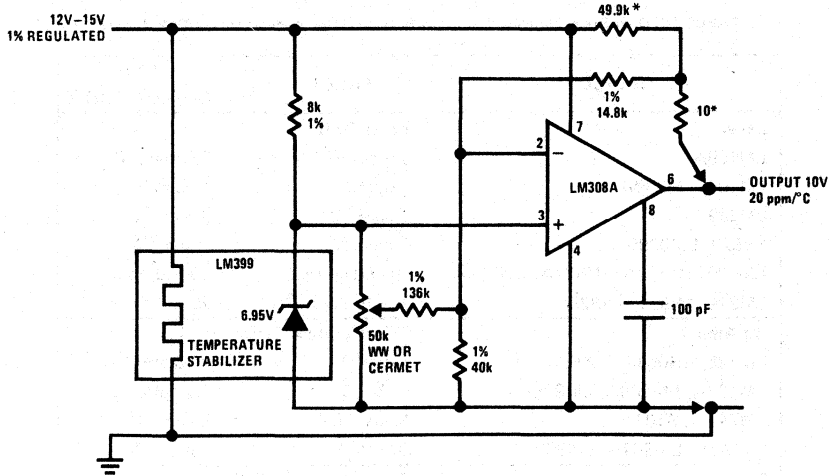 12V–15V
1% REGULATED
49.9k*
1%
14.8k
10*
8k
1%
7
2
–
LM308A
6
OUTPUT 10V
20 ppm/°C
3
+
8
4
LM399
1%
136k
6.95V
50k
WW OR
CERMET
100 pF
TEMPERATURE
STABILIZER
1%
40k